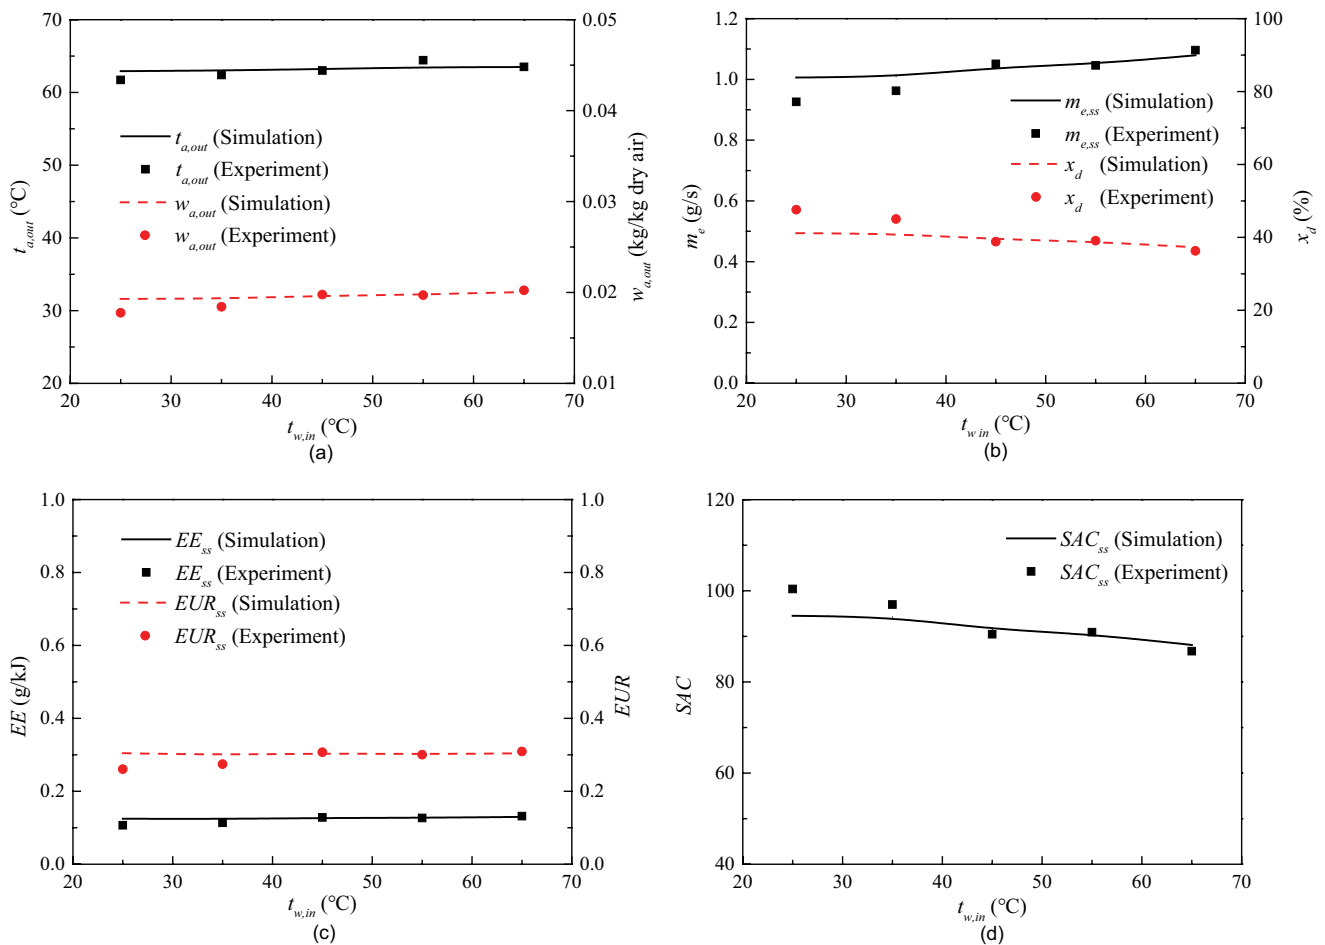 70
60
50
40
30
20
t_a,out (°C)
0.05
0.04
0.03
0.02
0.01
w_a,out (kg/kg dry air)
t_a,out (Simulation)
t_a,out (Experiment)
w_a,out (Simulation)
w_a,out (Experiment)
20 30 40 50 60 70
t_w,in (°C)
(a)
1.2
1.0
0.8
0.6
0.4
0.2
0.0
m_e (g/s)
100
80
60
40
20
0
x_d (%)
m_e,ss (Simulation)
m_e,ss (Experiment)
x_d (Simulation)
x_d (Experiment)
20 30 40 50 60 70
t_w in (°C)
(b)
1.0
0.8
0.6
0.4
0.2
0.0
EE (g/kJ)
1.0
0.8
0.6
0.4
0.2
0.0
EUR
EE_ss (Simulation)
EE_ss (Experiment)
EUR_ss (Simulation)
EUR_ss (Experiment)
20 30 40 50 60 70
t_w,in (°C)
(c)
120
100
80
60
40
SAC
SAC_ss (Simulation)
SAC_ss (Experiment)
20 30 40 50 60 70
t_w,in (°C)
(d)